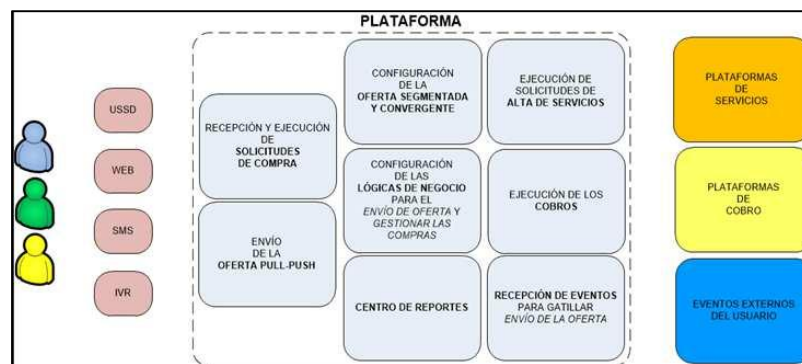 PLATAFORMA
USSD
WEB
SMS
IVR
RECEPCIÓN Y EJECUCIÓN
DE
SOLICITUDES
DE COMPRA
ENVÍO
DE LA
OFERTA PULL-PUSH
CONFIGURACIÓN
DE LA
OFERTA SEGMENTADA
Y CONVERGENTE
CONFIGURACIÓN
DE LAS
LÓGICAS DE NEGOCIO
PARA EL
ENVÍO DE OFERTA Y
GESTIONAR LAS
COMPRAS
CENTRO DE REPORTES
EJECUCIÓN DE
SOLICITUDES DE
ALTA DE SERVICIOS
EJECUCIÓN DE LOS
COBROS
RECEPCIÓN DE EVENTOS
PARA GATILLAR
ENVÍO DE LA OFERTA
PLATAFORMAS
DE
SERVICIOS
PLATAFORMAS
DE
COBRO
EVENTOS EXTERNOS
DEL USUARIO